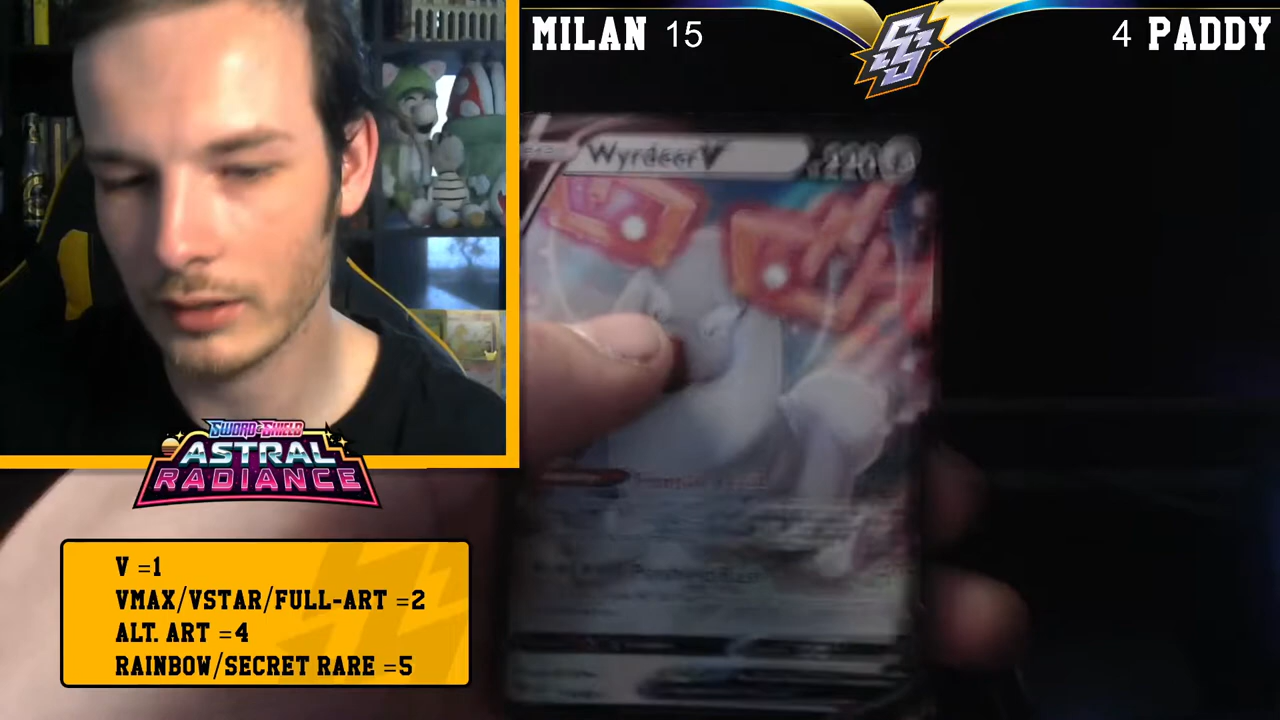 MILAN 15
4 PADDY
Wyrdeer V
220
SWORD & SHIELD
ASTRAL
RADIANCE
V =1
VMAX/VSTAR/FULL-ART =2
ALT. ART =4
RAINBOW/SECRET RARE =5